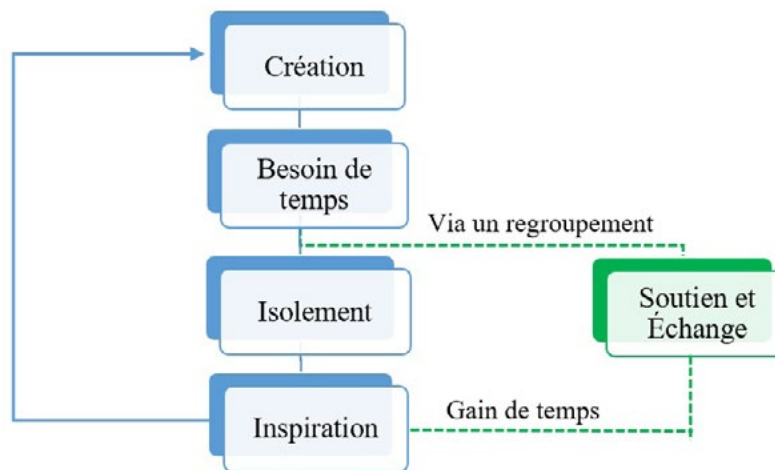 Création
Besoin de
temps
Via un regroupement
Isolement
Soutien et
Échange
Gain de temps
Inspiration